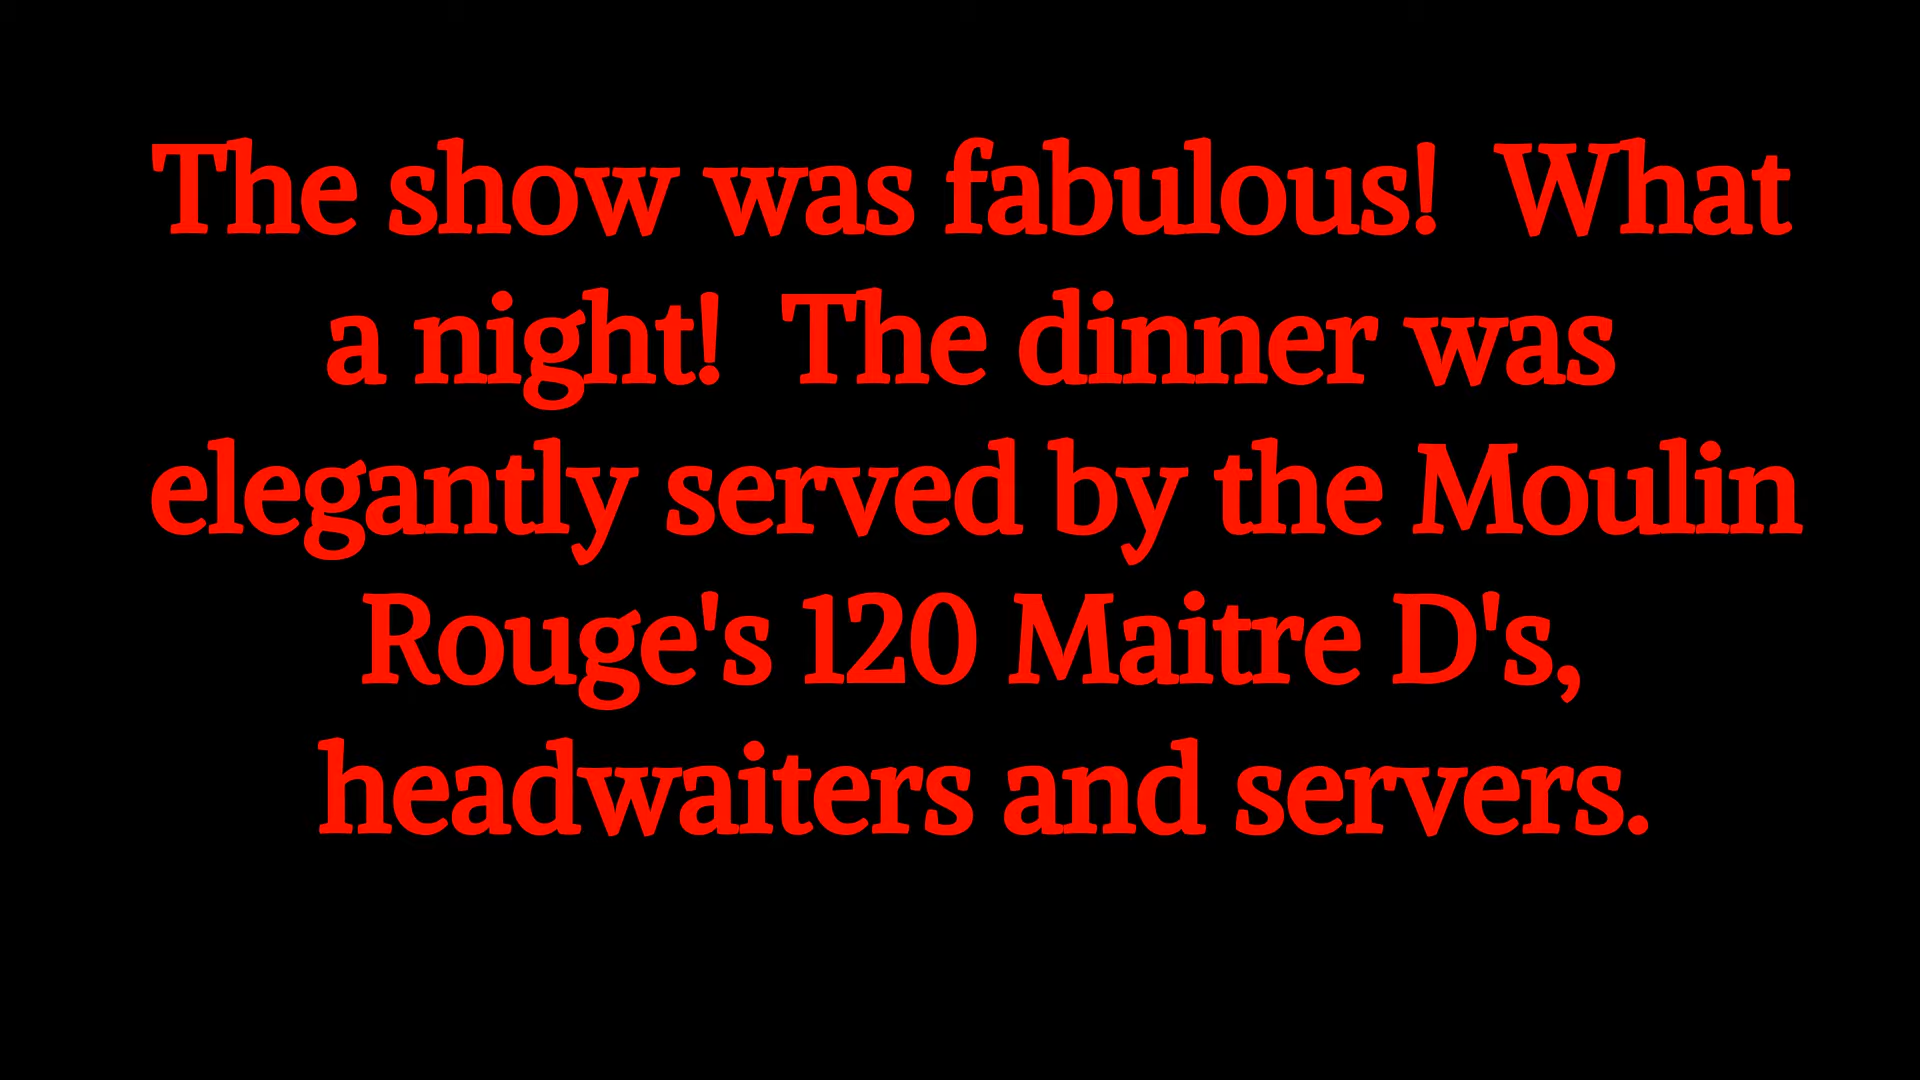 The show was fabulous!  What
a night!  The dinner was
elegantly served by the Moulin
Rouge's 120 Maitre D's,
headwaiters and servers.